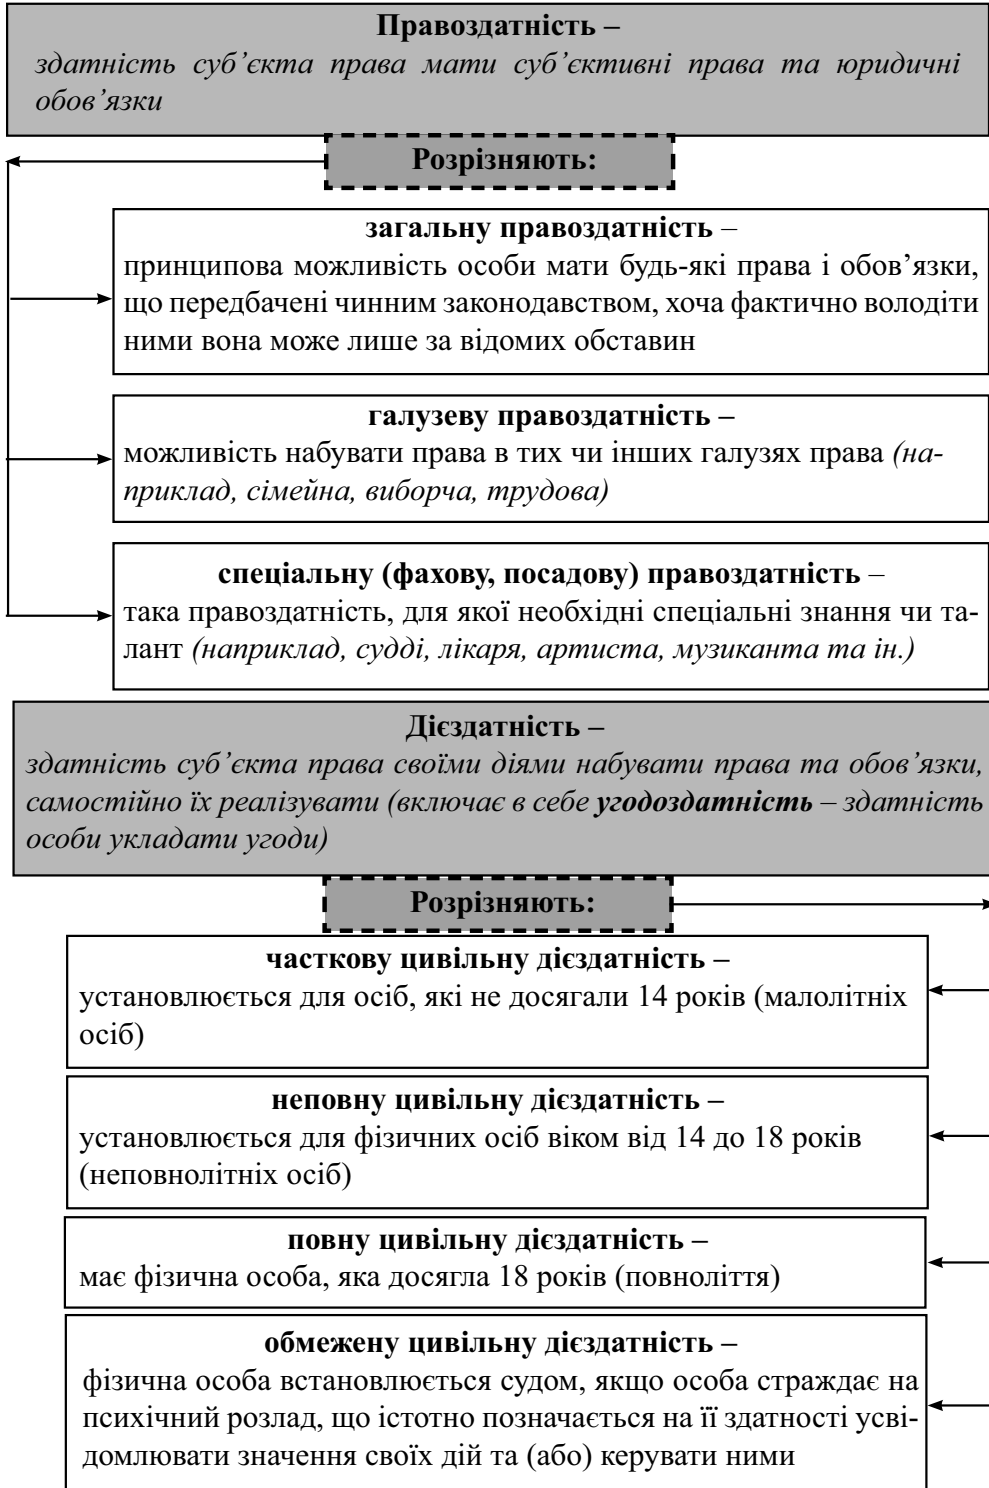 Правоздатність –
здатність суб’єкта права мати суб’єктивні права та юридичні
обов’язки
Розрізняють:
загальну правоздатність –
принципова можливість особи мати будь-які права і обов’язки,
що передбачені чинним законодавством, хоча фактично володіти
ними вона може лише за відомих обставин
галузеву правоздатність –
можливість набувати права в тих чи інших галузях права (на-
приклад, сімейна, виборча, трудова)
спеціальну (фахову, посадову) правоздатність –
така правоздатність, для якої необхідні спеціальні знання чи та-
лант (наприклад, судді, лікаря, артиста, музиканта та ін.)
Дієздатність –
здатність суб’єкта права своїми діями набувати права та обов’язки,
самостійно їх реалізувати (включає в себе угодоздатність – здатність
особи укладати угоди)
Розрізняють:
часткову цивільну дієздатність –
установлюється для осіб, які не досягали 14 років (малолітніх
осіб)
неповну цивільну дієздатність –
установлюється для фізичних осіб віком від 14 до 18 років
(неповнолітніх осіб)
повну цивільну дієздатність –
має фізична особа, яка досягла 18 років (повноліття)
обмежену цивільну дієздатність –
фізична особа встановлюється судом, якщо особа страждає на
психічний розлад, що істотно позначається на її здатності усві-
домлювати значення своїх дій та (або) керувати ними